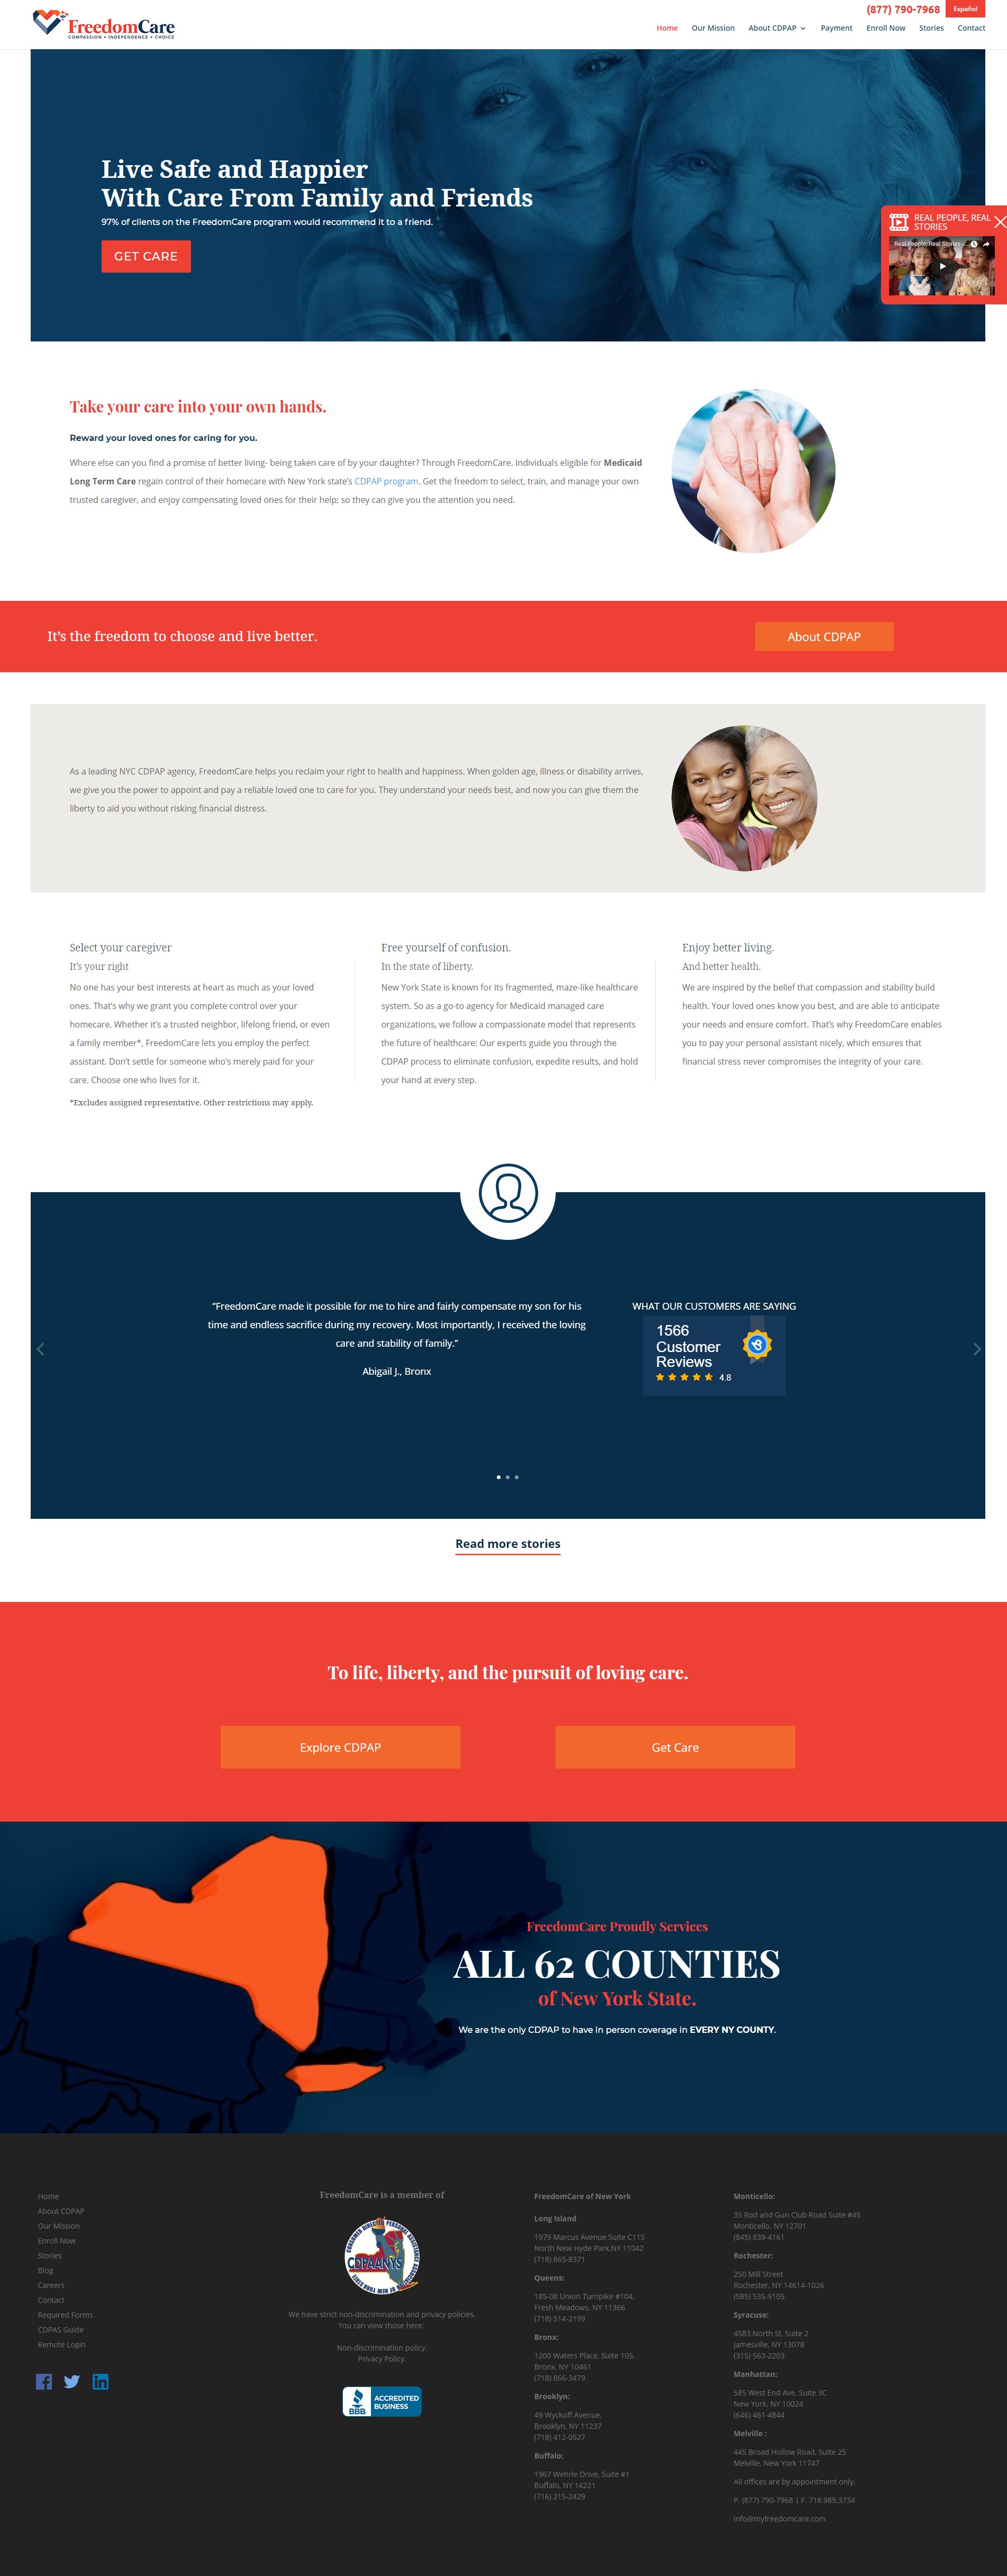 (877) 790-7968
Español
FreedomCare
COMPASSION • INDEPENDENCE • CHOICE
Home
Our Mission
About CDPAP
Payment
Enroll Now
Stories
Contact
Live Safe and Happier
With Care From Family and Friends
97% of clients on the FreedomCare program would recommend it to a friend.
GET CARE
REAL PEOPLE, REAL
STORIES
Real People, Real Stories ...
Take your care into your own hands.
Reward your loved ones for caring for you.
Where else can you find a promise of better living- being taken care of by your daughter? Through FreedomCare. Individuals eligible for Medicaid
Long Term Care regain control of their homecare with New York state’s CDPAP program. Get the freedom to select, train, and manage your own
trusted caregiver, and enjoy compensating loved ones for their help; so they can give you the attention you need.
It’s the freedom to choose and live better.
About CDPAP
As a leading NYC CDPAP agency, FreedomCare helps you reclaim your right to health and happiness. When golden age, illness or disability arrives,
we give you the power to appoint and pay a reliable loved one to care for you. They understand your needs best, and now you can give them the
liberty to aid you without risking financial distress.
Select your caregiver
It’s your right
No one has your best interests at heart as much as your loved
ones. That’s why we grant you complete control over your
homecare. Whether it’s a trusted neighbor, lifelong friend, or even
a family member*, FreedomCare lets you employ the perfect
assistant. Don’t settle for someone who’s merely paid for your
care. Choose one who lives for it.
*Excludes assigned representative. Other restrictions may apply.
Free yourself of confusion.
In the state of liberty.
New York State is known for its fragmented, maze-like healthcare
system. So as a go-to agency for Medicaid managed care
organizations, we follow a compassionate model that represents
the future of healthcare: Our experts guide you through the
CDPAP process to eliminate confusion, expedite results, and hold
your hand at every step.
Enjoy better living.
And better health.
We are inspired by the belief that compassion and stability build
health. Your loved ones know you best, and are able to anticipate
your needs and ensure comfort. That’s why FreedomCare enables
you to pay your personal assistant nicely, which ensures that
financial stress never compromises the integrity of your care.
“FreedomCare made it possible for me to hire and fairly compensate my son for his
time and endless sacrifice during my recovery. Most importantly, I received the loving
care and stability of family.”
Abigail J., Bronx
WHAT OUR CUSTOMERS ARE SAYING
1566
Customer
Reviews
4.8
Read more stories
To life, liberty, and the pursuit of loving care.
Explore CDPAP
Get Care
FreedomCare Proudly Services
ALL 62 COUNTIES
of New York State.
We are the only CDPAP to have in person coverage in EVERY NY COUNTY.
Home
About CDPAP
Our Mission
Enroll Now
Stories
Blog
Careers
Contact
Required Forms
CDPAS Guide
Remote Login
FreedomCare is a member of
CDPAANYS
We have strict non-discrimination and privacy policies.
You can view those here:
Non-discrimination policy.
Privacy Policy.
BBB
ACCREDITED
BUSINESS
FreedomCare of New York
Long Island
1979 Marcus Avenue Suite C115
North New Hyde Park,NY 11042
(718) 865-8371
Queens:
185-08 Union Turnpike #104,
Fresh Meadows, NY 11366
(718) 514-2199
Bronx:
1200 Waters Place, Suite 105,
Bronx, NY 10461
(718) 866-3479
Brooklyn:
49 Wyckoff Avenue,
Brooklyn, NY 11237
(718) 412-0527
Buffalo:
1967 Wehrle Drive, Suite #1
Buffalo, NY 14221
(716) 215-2429
Monticello:
35 Rod and Gun Club Road Suite #45
Monticello, NY 12701
(845) 839-4161
Rochester:
250 Mill Street
Rochester, NY 14614-1026
(585) 535-9105
Syracuse:
4583 North St, Suite 2
Jamesville, NY 13078
(315) 563-2203
Manhattan:
585 West End Ave, Suite 3C
New York, NY 10024
(646) 461-4844
Melville :
445 Broad Hollow Road, Suite 25
Melville, New York 11747
All offices are by appointment only.
P. (877) 790-7968 | F. 718.989.3734
info@myfreedomcare.com